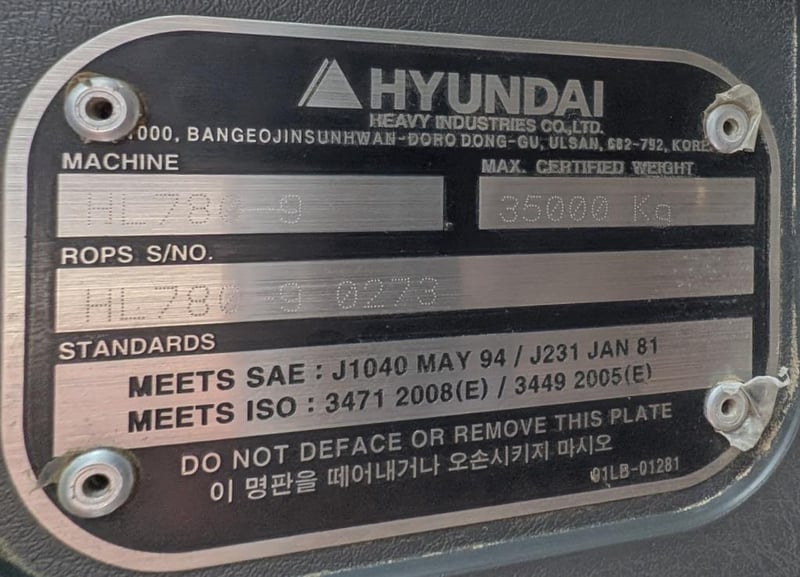 HYUNDAI
HEAVY INDUSTRIES CO.,LTD.
1000, BANGEOJINSUNHWAN-DORO DONG-GU, ULSAN, 682-792, KOREA
MACHINE
MAX. CERTIFIED WEIGHT
HL780-9
35000 Kg
ROPS S/NO.
HL780-9 0273
STANDARDS
MEETS SAE : J1040 MAY 94 / J231 JAN 81
MEETS ISO : 3471 2008(E) / 3449 2005(E)
DO NOT DEFACE OR REMOVE THIS PLATE
이 명판을 떼어내거나 오손시키지 마시오
91LB-01281